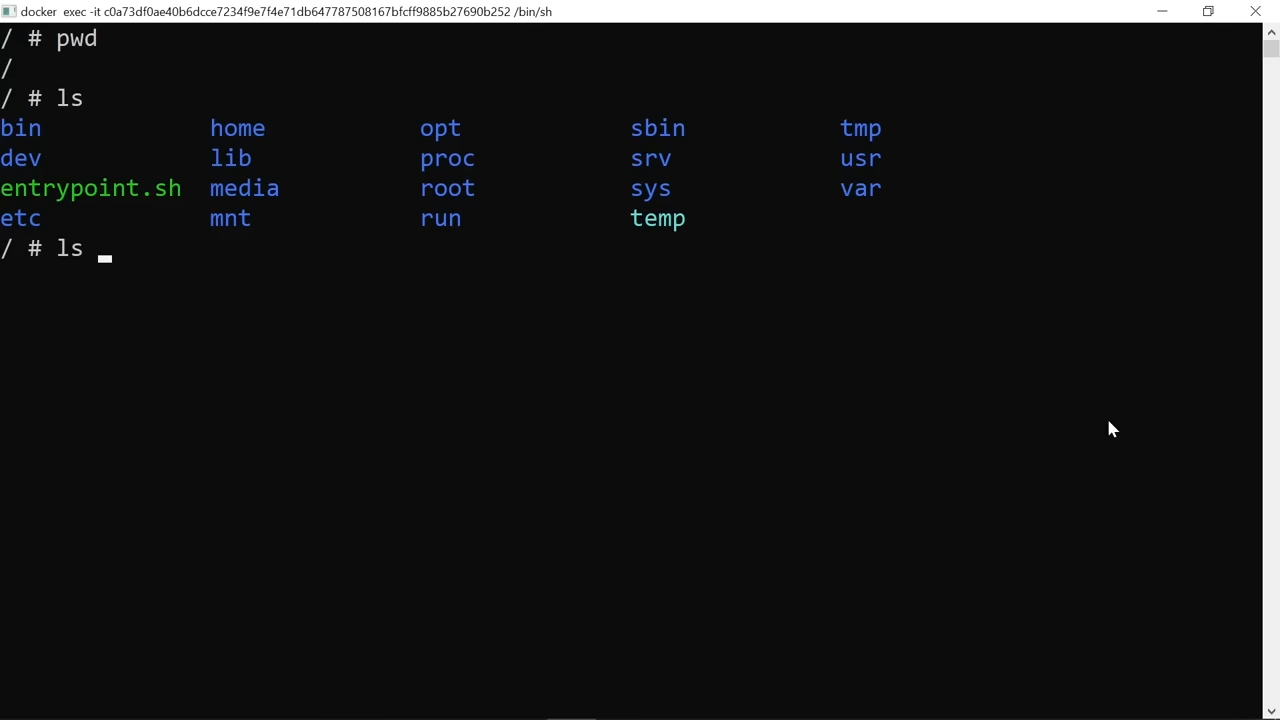 docker  exec -it c0a73df0ae40b6dcce7234f9e7f4e71db647787508167bfcff9885b27690b252 /bin/sh
/ # pwd
/
/ # ls
bin home opt sbin tmp
dev lib proc srv usr
entrypoint.sh media root sys var
etc mnt run temp
/ # ls